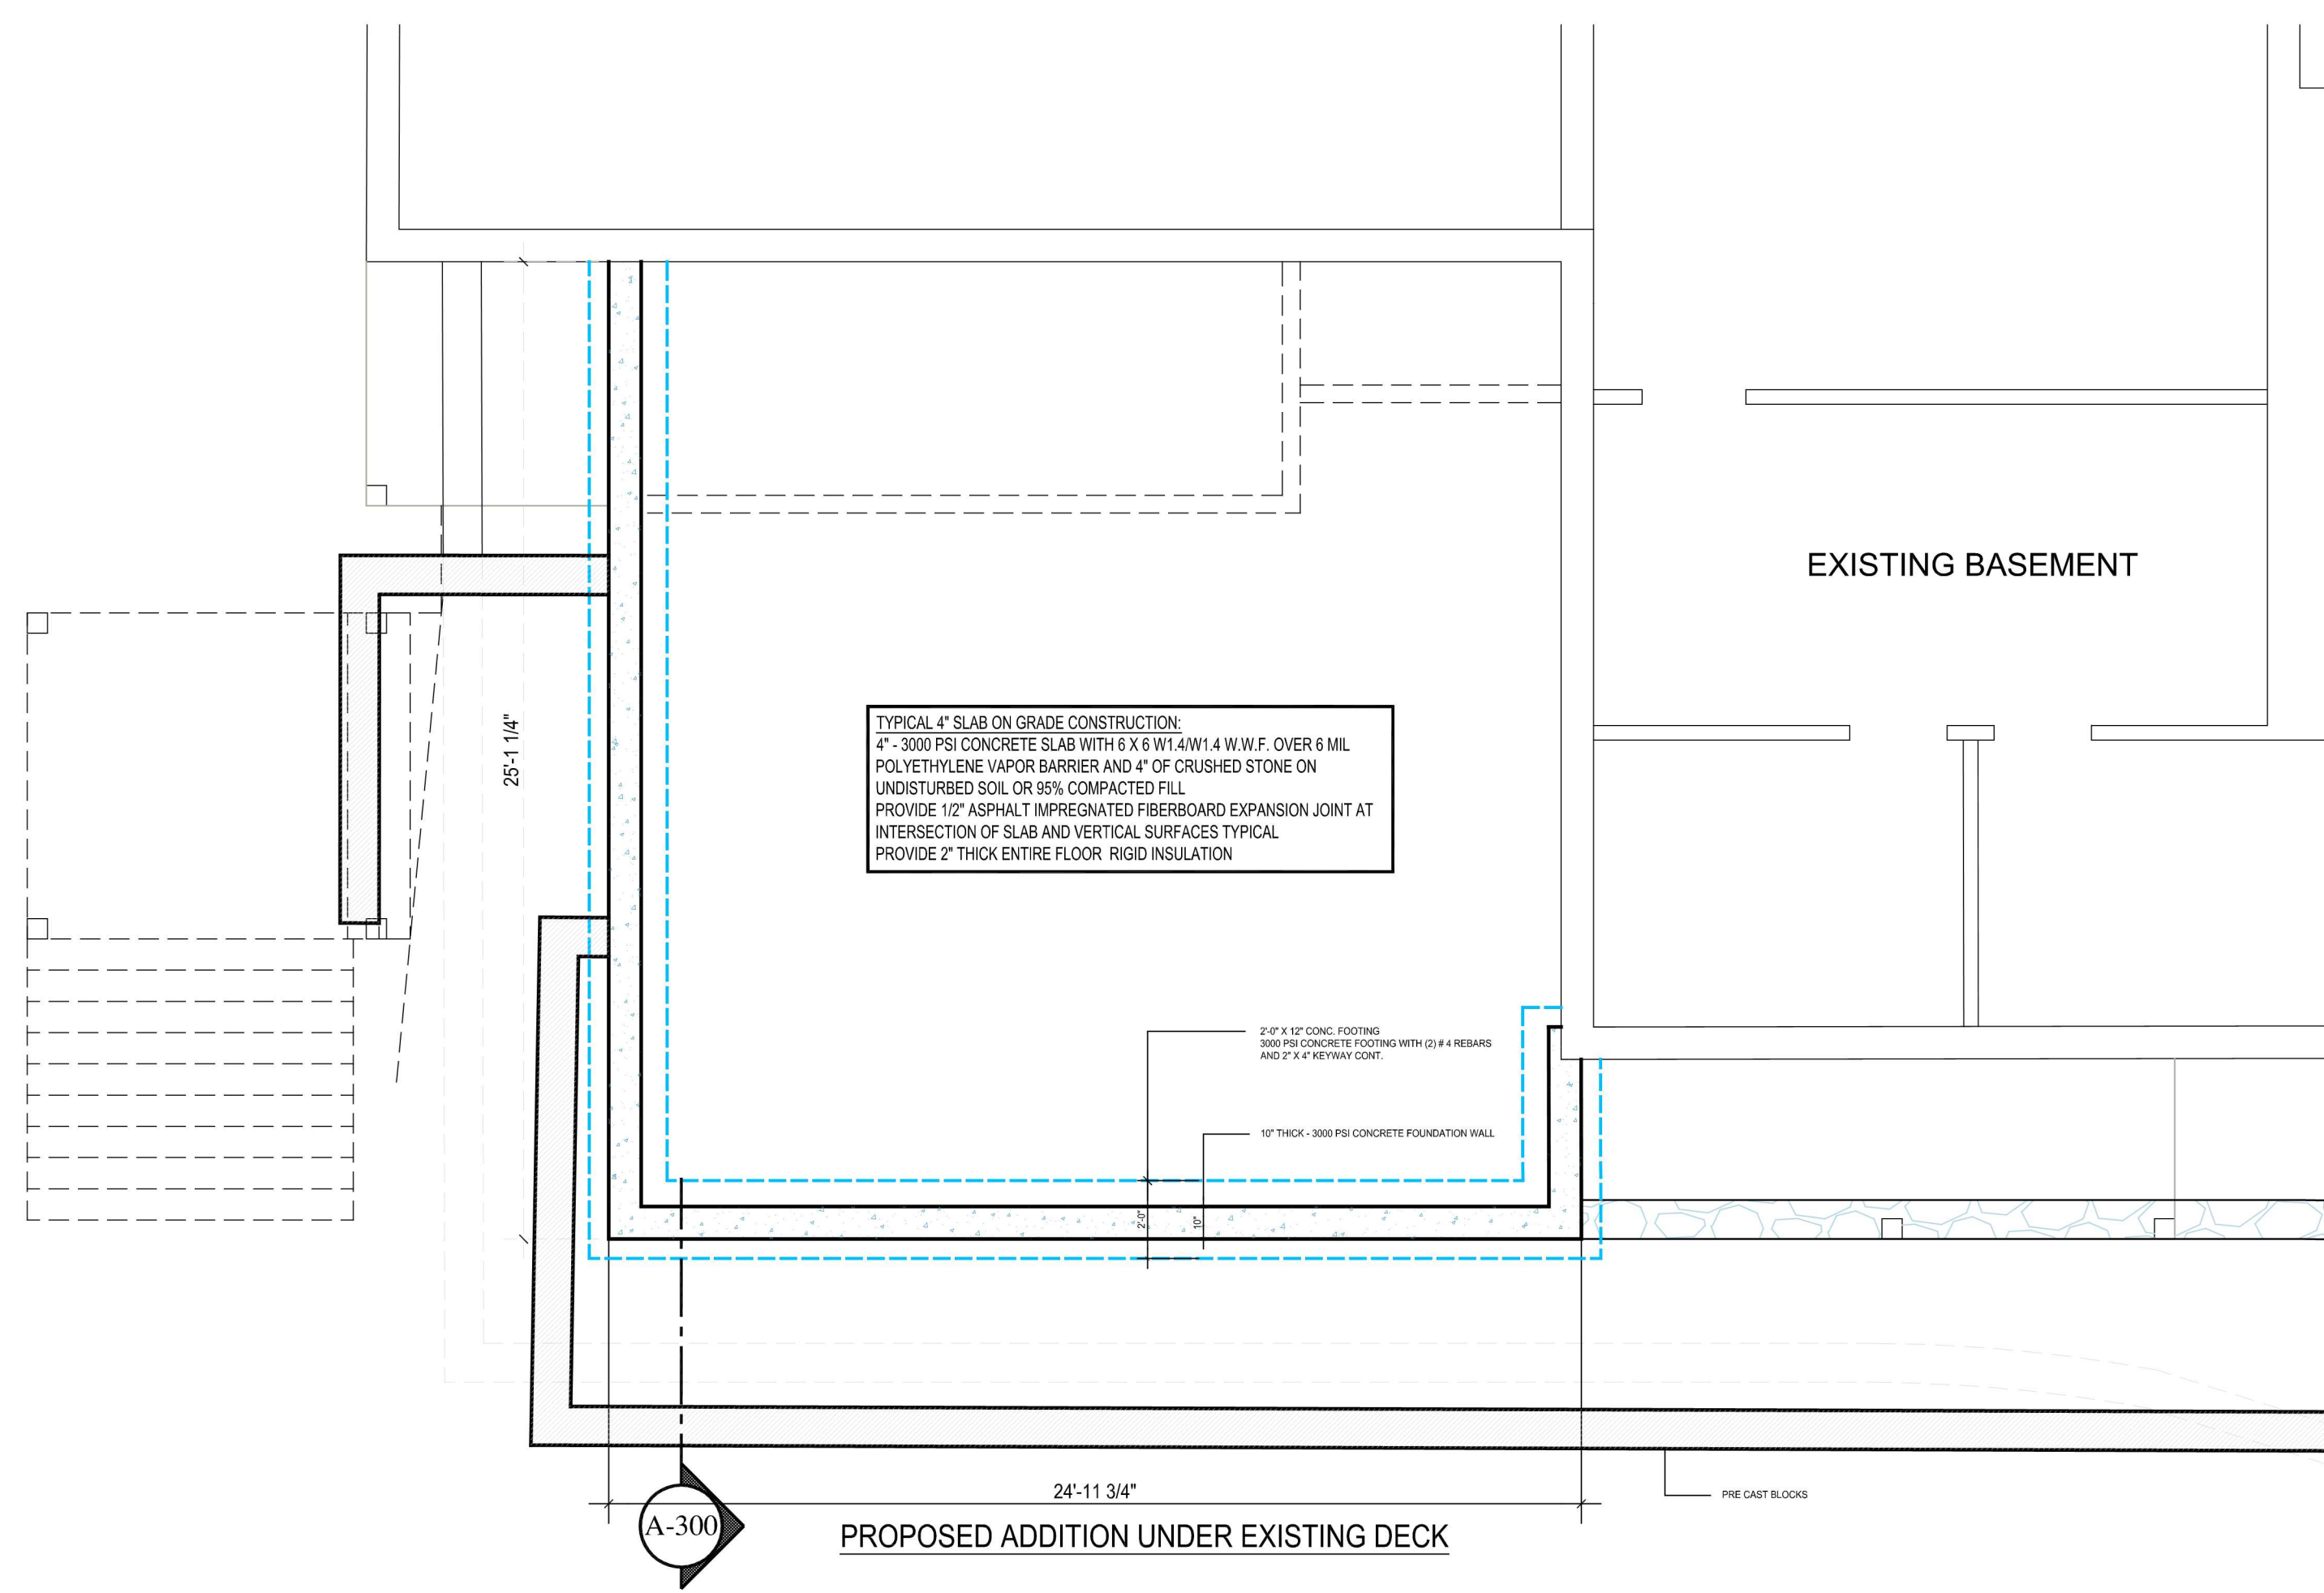 EXISTING BASEMENT
25'-1 1/4"
TYPICAL 4" SLAB ON GRADE CONSTRUCTION:
4" - 3000 PSI CONCRETE SLAB WITH 6 X 6 W1.4/W1.4 W.W.F. OVER 6 MIL
POLYETHYLENE VAPOR BARRIER AND 4" OF CRUSHED STONE ON
UNDISTURBED SOIL OR 95% COMPACTED FILL
PROVIDE 1/2" ASPHALT IMPREGNATED FIBERBOARD EXPANSION JOINT AT
INTERSECTION OF SLAB AND VERTICAL SURFACES TYPICAL
PROVIDE 2" THICK ENTIRE FLOOR RIGID INSULATION
2'-0" X 12" CONC. FOOTING
3000 PSI CONCRETE FOOTING WITH (2) # 4 REBARS
AND 2" X 4" KEYWAY CONT.
10" THICK - 3000 PSI CONCRETE FOUNDATION WALL
2'-0"
10"
24'-11 3/4"
PRE CAST BLOCKS
A-300
PROPOSED ADDITION UNDER EXISTING DECK